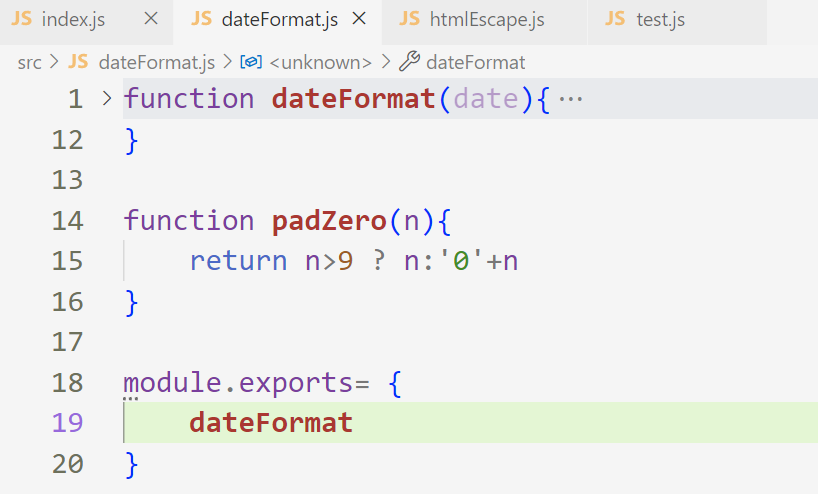 JS index.js × JS dateFormat.js × JS htmlEscape.js JS test.js
src > JS dateFormat.js > <unknown> > dateFormat
1 > function dateFormat(date){ ···
12 }
13
14 function padZero(n){
15     return n>9 ? n:'0'+n
16 }
17
18 module.exports= {
19     dateFormat
20 }